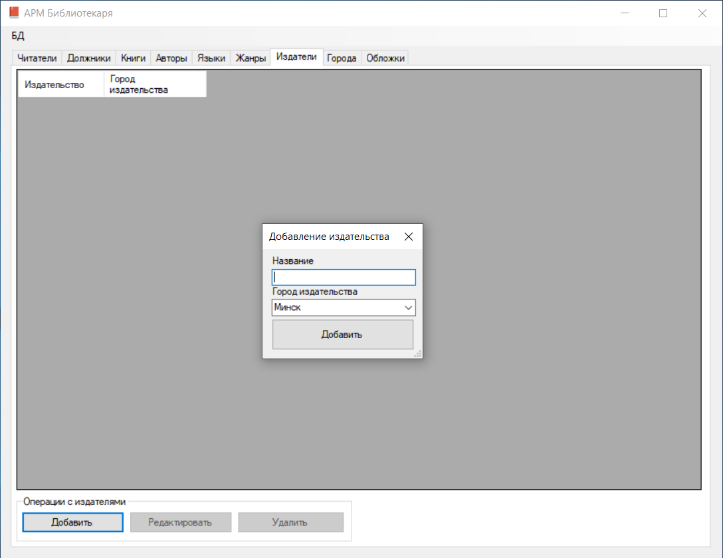 АРМ Библиотекаря
БД
Читатели Должники Книги Авторы Языки Жанры Издатели Города Обложки
Издательство
Город
издательства
Добавление издательства
Название
Город издательства
Минск
Добавить
Операции с издателями
Добавить Редактировать Удалить